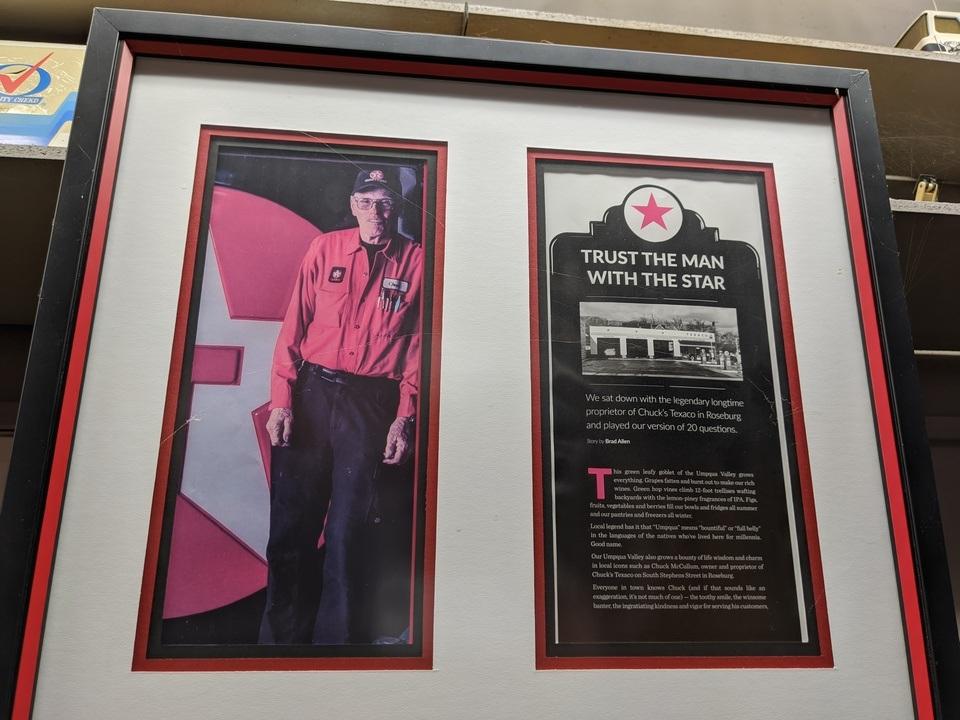 TRUST THE MAN
WITH THE STAR
TEXACO
We sat down with the legendary longtime
proprietor of Chuck's Texaco in Roseburg
and played our version of 20 questions.
Story by Brad Allen
This green leafy goblet of the Umpqua Valley grows
everything. Grapes fatten and burst out to make our rich
wines. Green hop vines climb 12-foot trellises wafting
backyards with the lemon-piney fragrances of IPA. Figs,
fruits, vegetables and berries fill our bowls and fridges all summer
and our pantries and freezers all winter.
Local legend has it that "Umpqua" means "bountiful" or "full belly"
in the languages of the natives who've lived here for millennia.
Good name.
Our Umpqua Valley also grows a bounty of life wisdom and charm
in local icons such as Chuck McCullum, owner and proprietor of
Chuck's Texaco on South Stephens Street in Roseburg.
Everyone in town knows Chuck (and if that sounds like an
exaggeration, it's not much of one) — the toothy smile, the winsome
banter, the ingratiating kindness and vigor for serving his customers,
ITY CHEKD